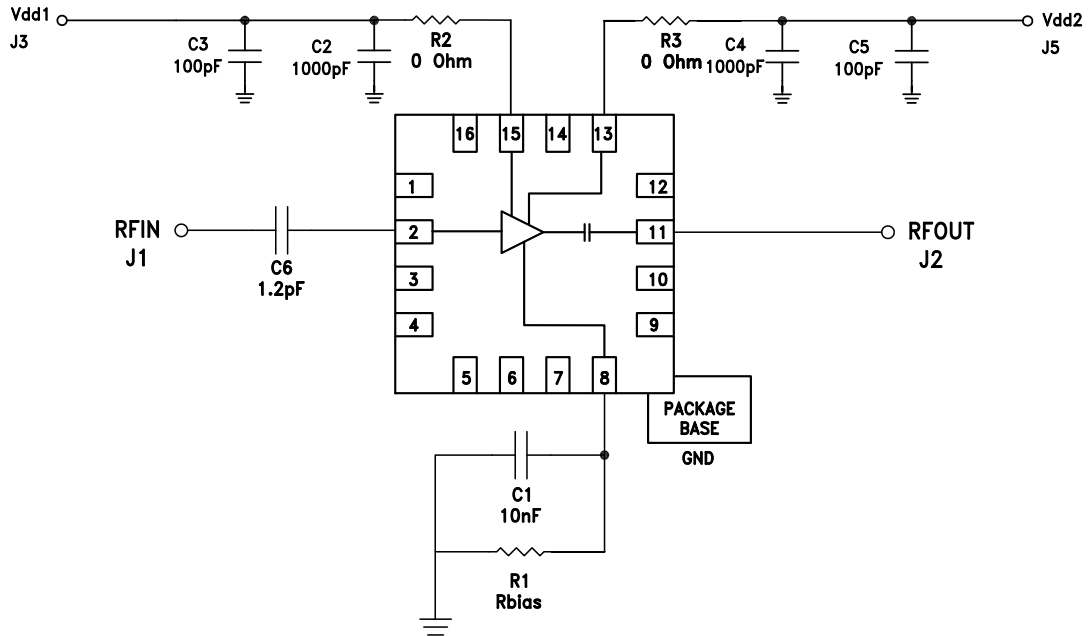 Vdd1
J3
C3
100pF
C2
1000pF
R2
0 Ohm
R3
0 Ohm
C4
1000pF
C5
100pF
Vdd2
J5
16
15
14
13
1
2
3
4
12
11
10
9
5
6
7
8
RFIN
J1
C6
1.2pF
RFOUT
J2
PACKAGE
BASE
GND
C1
10nF
R1
Rbias